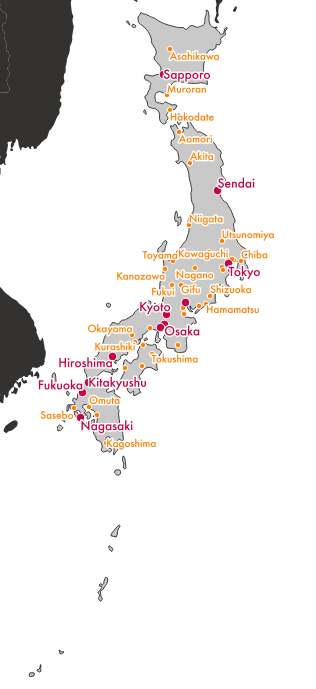 Asahikawa
Sapporo
Muroran
Hakodate
Aomori
Akita
Sendai
Niigata
Utsunomiya
Toyama
Kawaguchi
Chiba
Tokyo
Kanazawa
Nagano
Fukui
Gifu
Shizuoka
Kyoto
Hamamatsu
Okayama
Osaka
Kurashiki
Hiroshima
Tokushima
Fukuoka
Kitakyushu
Omuta
Sasebo
Nagasaki
Kagoshima